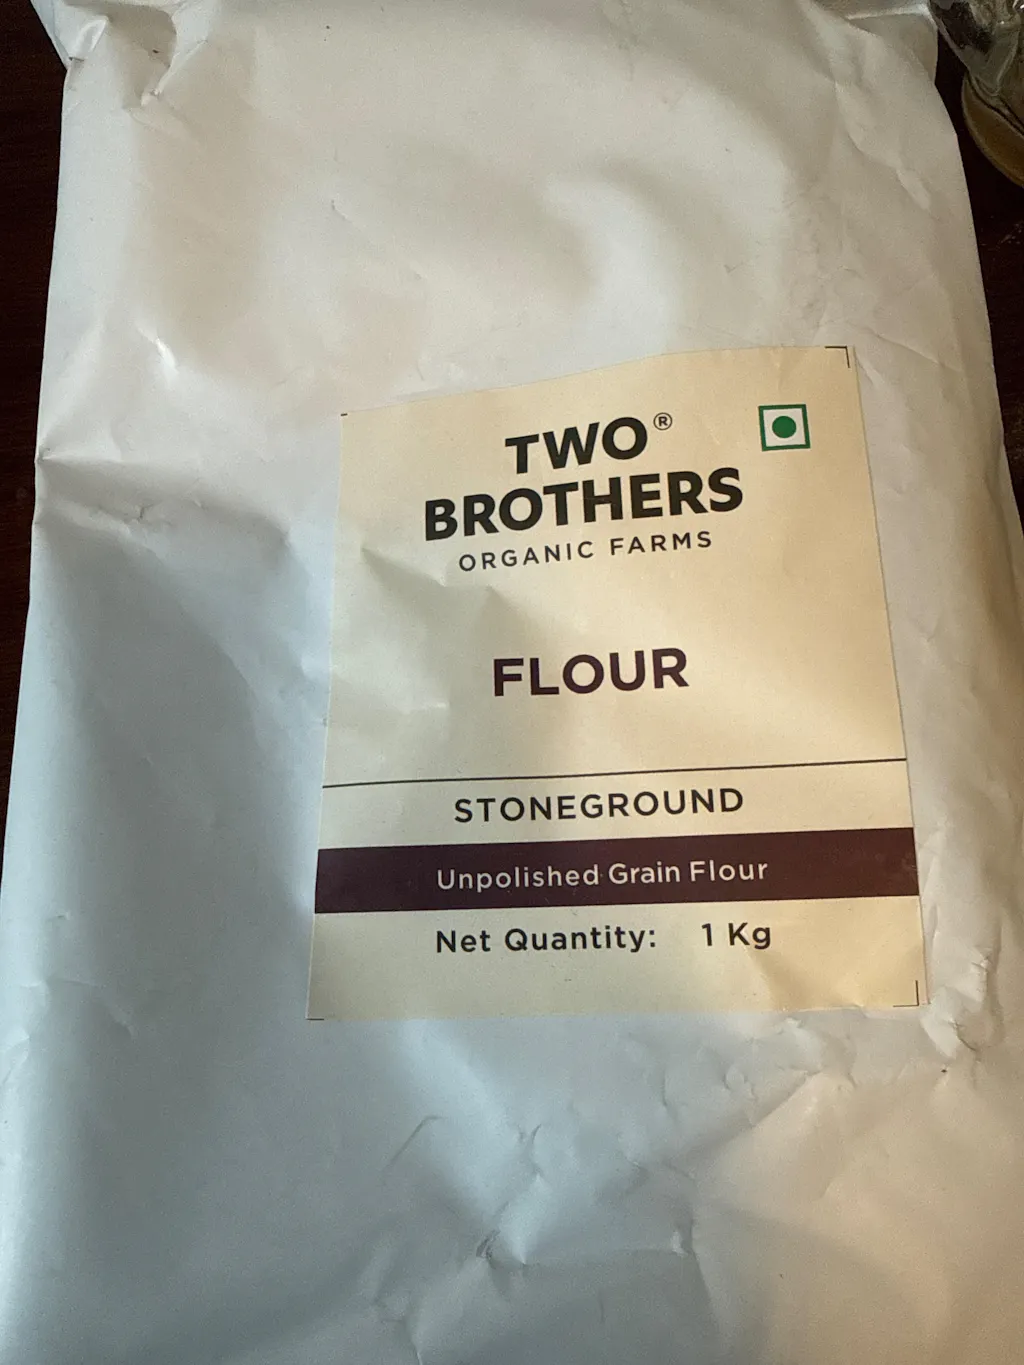 TWO®
BROTHERS
ORGANIC FARMS
FLOUR
STONEGROUND
Unpolished Grain Flour
Net Quantity: 1 Kg